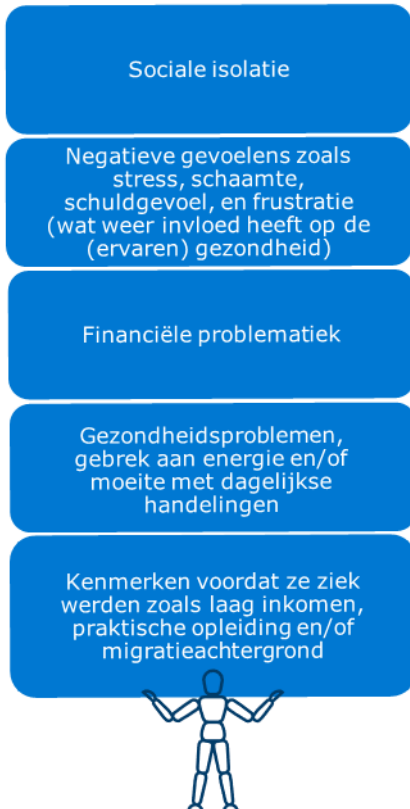 Sociale isolatie
Negatieve gevoelens zoals
stress, schaamte,
schuldgevoel, en frustratie
(wat weer invloed heeft op de
(ervaren) gezondheid)
Financiële problematiek
Gezondheidsproblemen,
gebrek aan energie en/of
moeite met dagelijkse
handelingen
Kenmerken voordat ze ziek
werden zoals laag inkomen,
praktische opleiding en/of
migratieachtergrond